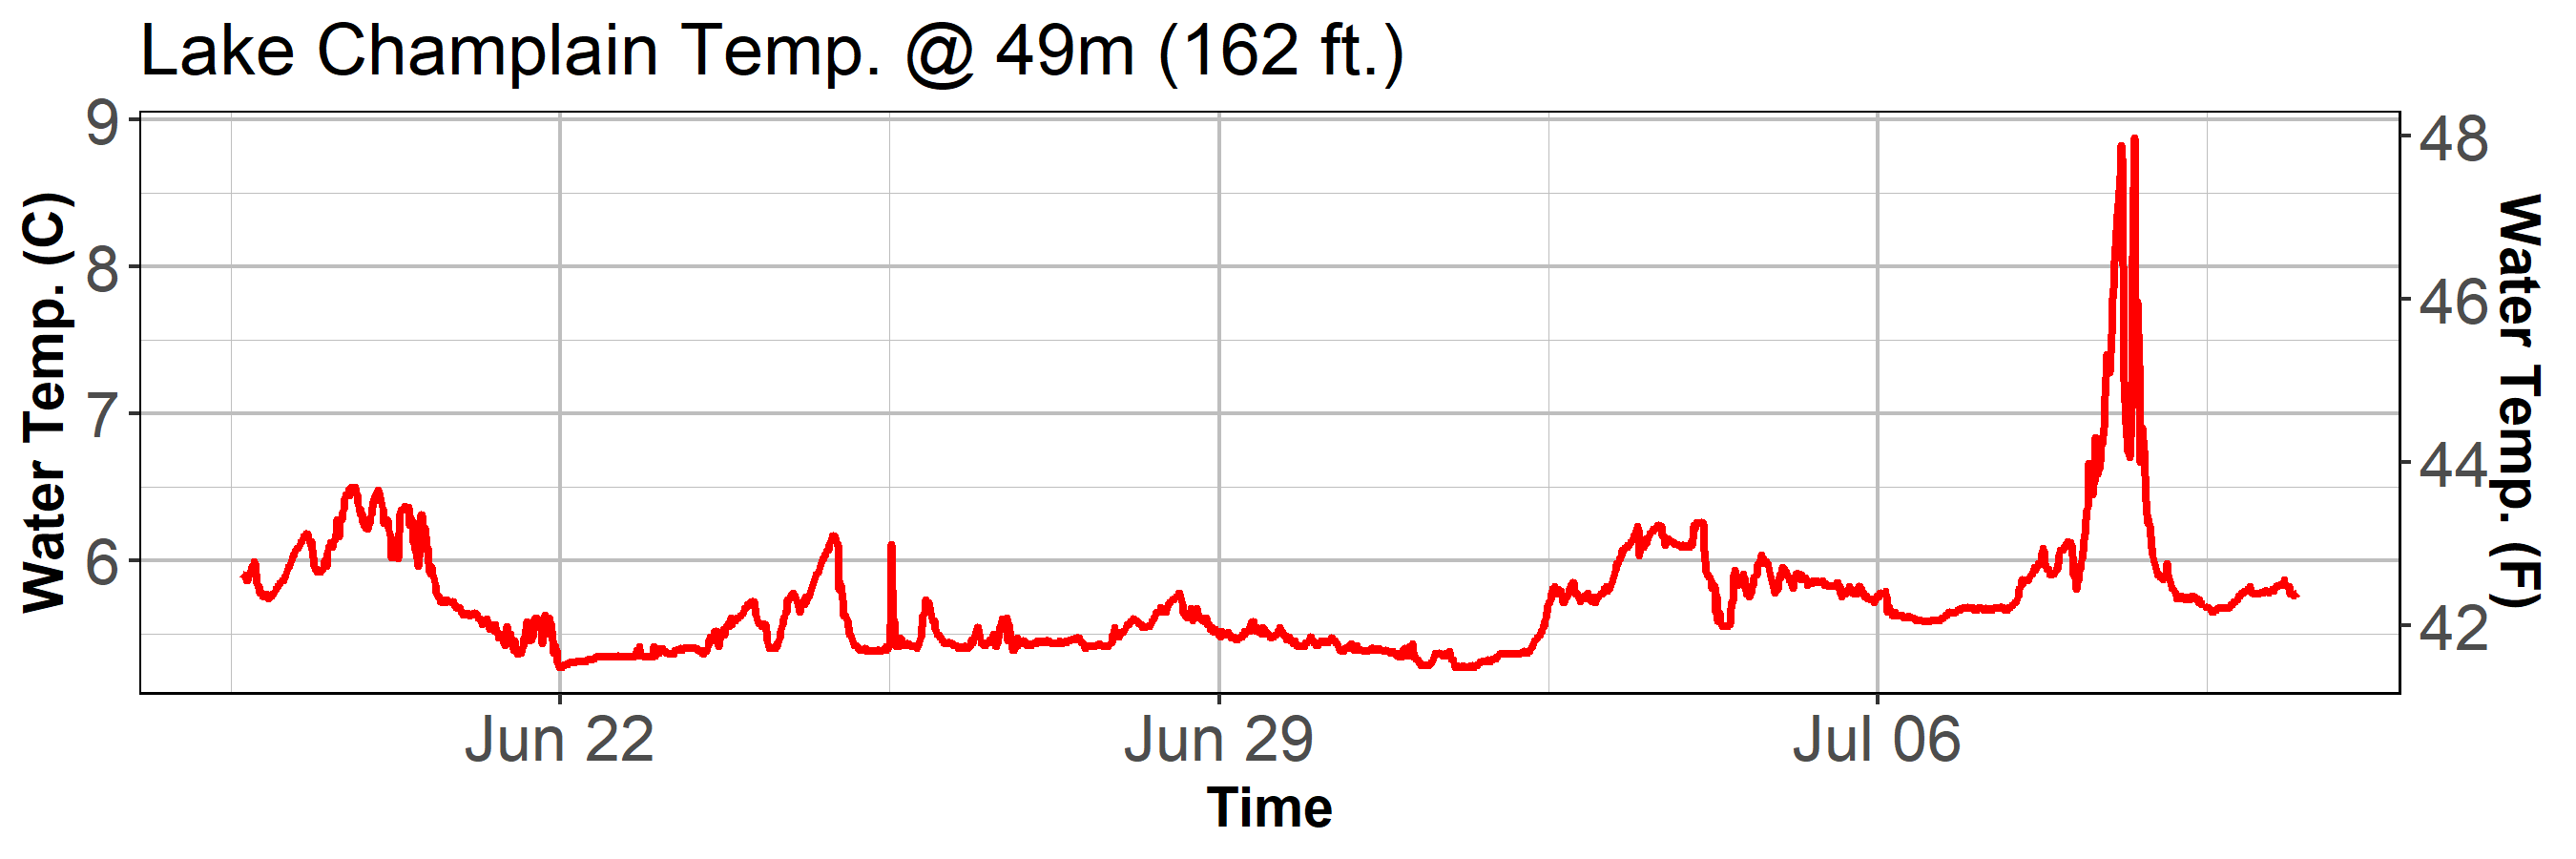 Lake Champlain Temp. @ 49m (162 ft.)
Water Temp. (C)
9
8
7
6
48
46
44
42
Water Temp. (F)
Jun 22
Jun 29
Jul 06
Time